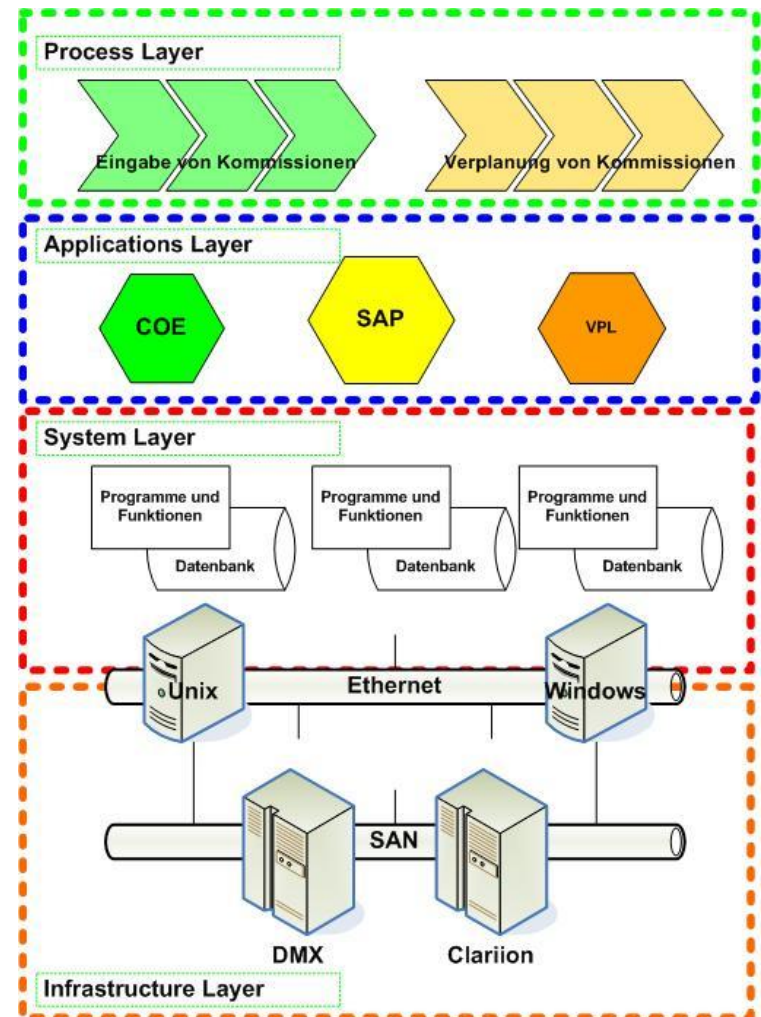 Process Layer
Eingabe von Kommissionen
Verplanung von Kommissionen
Applications Layer
COE
SAP
VPL
System Layer
Programme und
Funktionen
Datenbank
Programme und
Funktionen
Datenbank
Programme und
Funktionen
Datenbank
Unix
Ethernet
Windows
SAN
DMX
Clariion
Infrastructure Layer